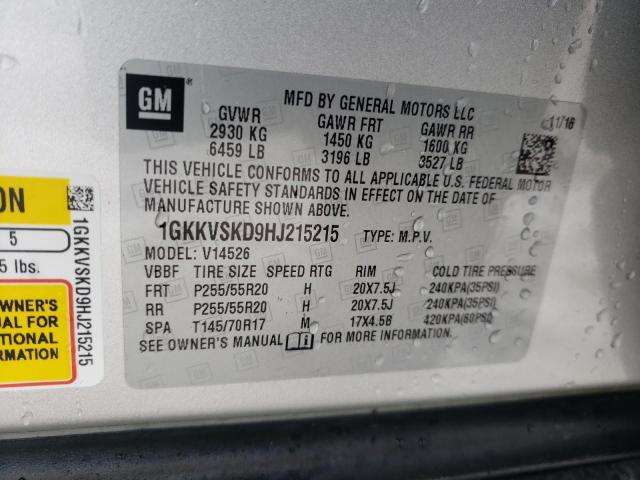 GM
MFD BY GENERAL MOTORS LLC
GVWR GAWR FRT GAWR RR 11/16
2930 KG 1450 KG 1600 KG
6459 LB 3196 LB 3527 LB
THIS VEHICLE CONFORMS TO ALL APPLICABLE U.S. FEDERAL MOTOR
VEHICLE SAFETY STANDARDS IN EFFECT ON THE DATE OF
MANUFACTURE SHOWN ABOVE.
1GKKVSKD9HJ215215 TYPE: M.P.V.
MODEL: V14526
VBBF TIRE SIZE SPEED RTG RIM COLD TIRE PRESSURE
FRT P255/55R20 H 20X7.5J 240KPA(35PSI)
RR P255/55R20 H 20X7.5J 240KPA(35PSI)
SPA T145/70R17 M 17X4.5B 420KPA(60PSI)
SEE OWNER'S MANUAL FOR MORE INFORMATION.
ON
5
5 lbs.
OWNER'S
UAL FOR
TIONAL
RMATION
1GKKVSKD9HJ215215